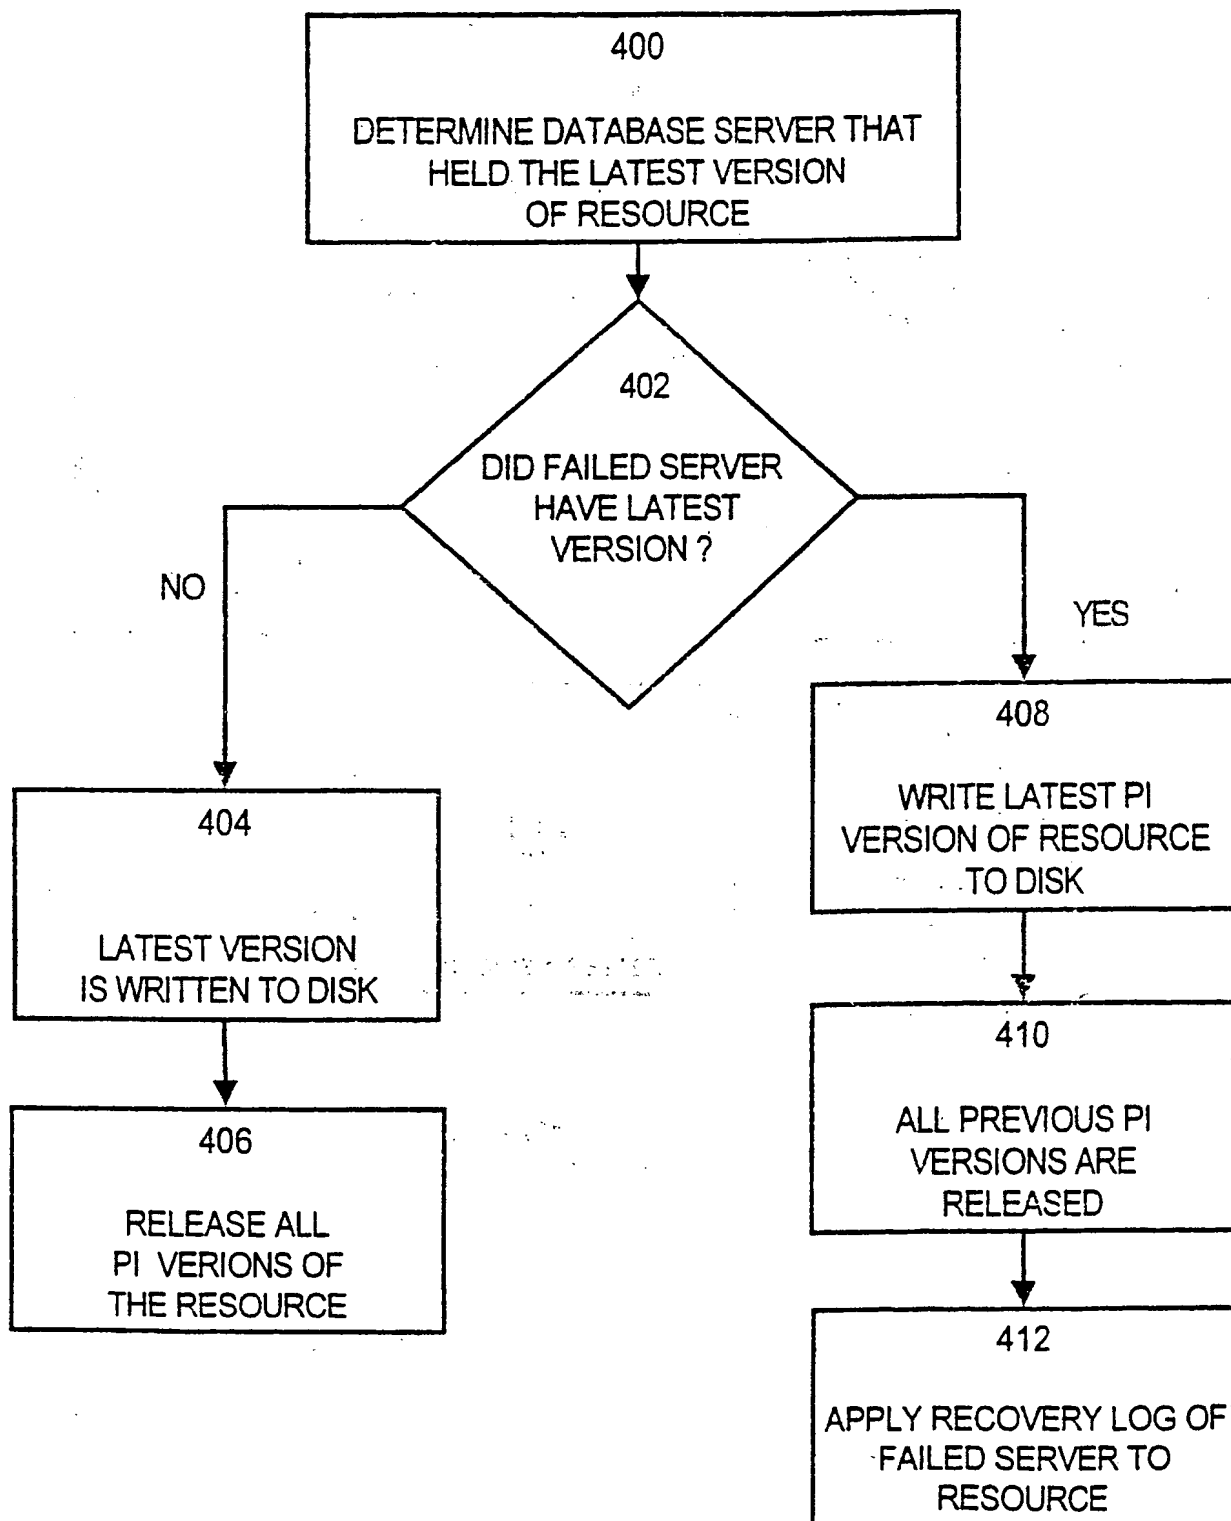 400
DETERMINE DATABASE SERVER THAT
HELD THE LATEST VERSION
OF RESOURCE
402
DID FAILED SERVER
HAVE LATEST
VERSION ?
NO
YES
404
LATEST VERSION
IS WRITTEN TO DISK
406
RELEASE ALL
PI VERIONS OF
THE RESOURCE
408
WRITE LATEST PI
VERSION OF RESOURCE
TO DISK
410
ALL PREVIOUS PI
VERSIONS ARE
RELEASED
412
APPLY RECOVERY LOG OF
FAILED SERVER TO
RESOURCE